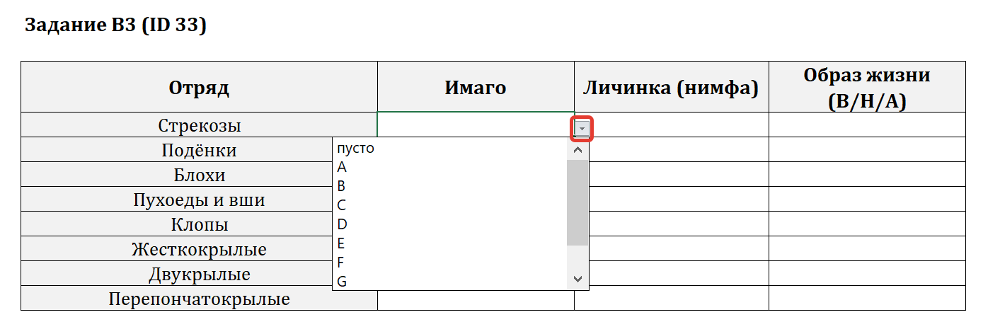 Задание В3 (ID 33)
Отряд Имаго Личинка (нимфа) Образ жизни
(В/Н/А)
Стрекозы
Подёнки
Блохи
Пухоеды и вши
Клопы
Жесткокрылые
Двукрылые
Перепончатокрылые
пусто
A
B
C
D
E
F
G